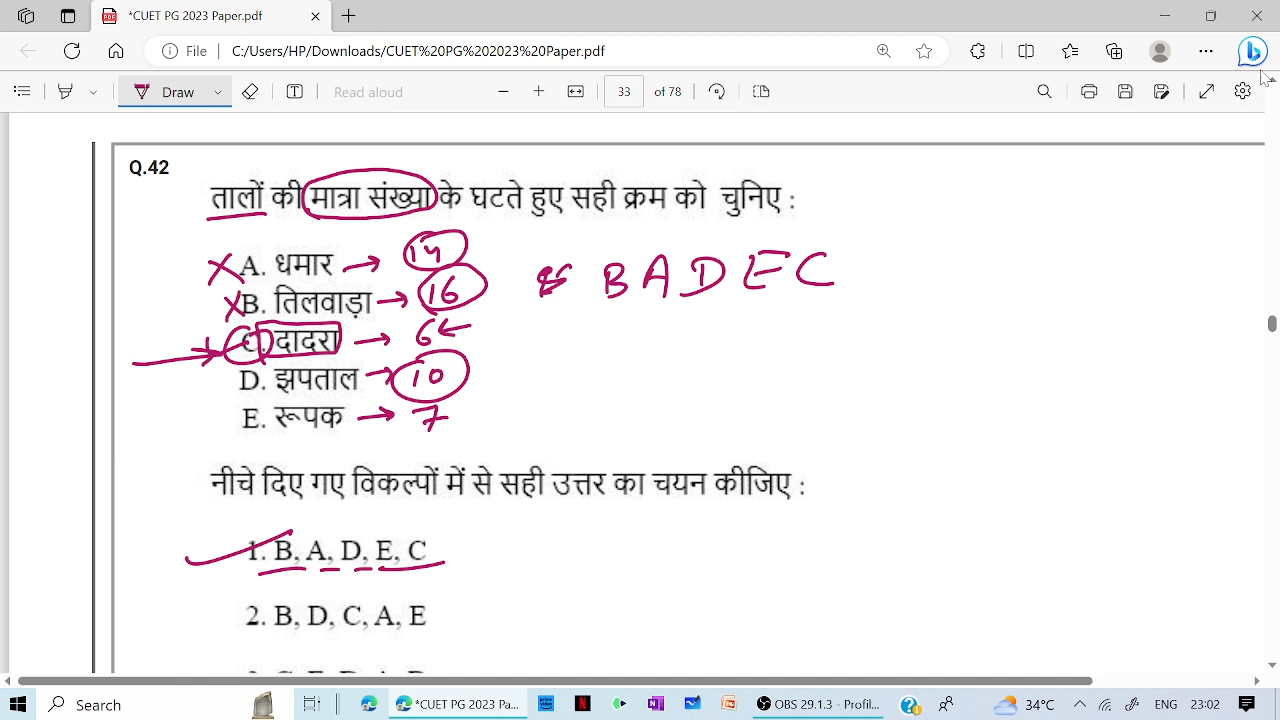 *CUET PG 2023 Paper.pdf
File C:/Users/HP/Downloads/CUET%20PG%202023%20Paper.pdf
Draw Read aloud 33 of 78
Q.42
तालों की मात्रा संख्या के घटते हुए सही क्रम को चुनिए :
A. धमार → 14
B. तिलवाड़ा → 16
B A D E C
C. दादरा → 6
D. झपताल → 10
E. रूपक → 7
नीचे दिए गए विकल्पों में से सही उत्तर का चयन कीजिए :
1. B, A, D, E, C
2. B, D, C, A, E
Search *CUET PG 2023 Pa... OBS 29.1.3 - Profil... 34°C ENG 23:02